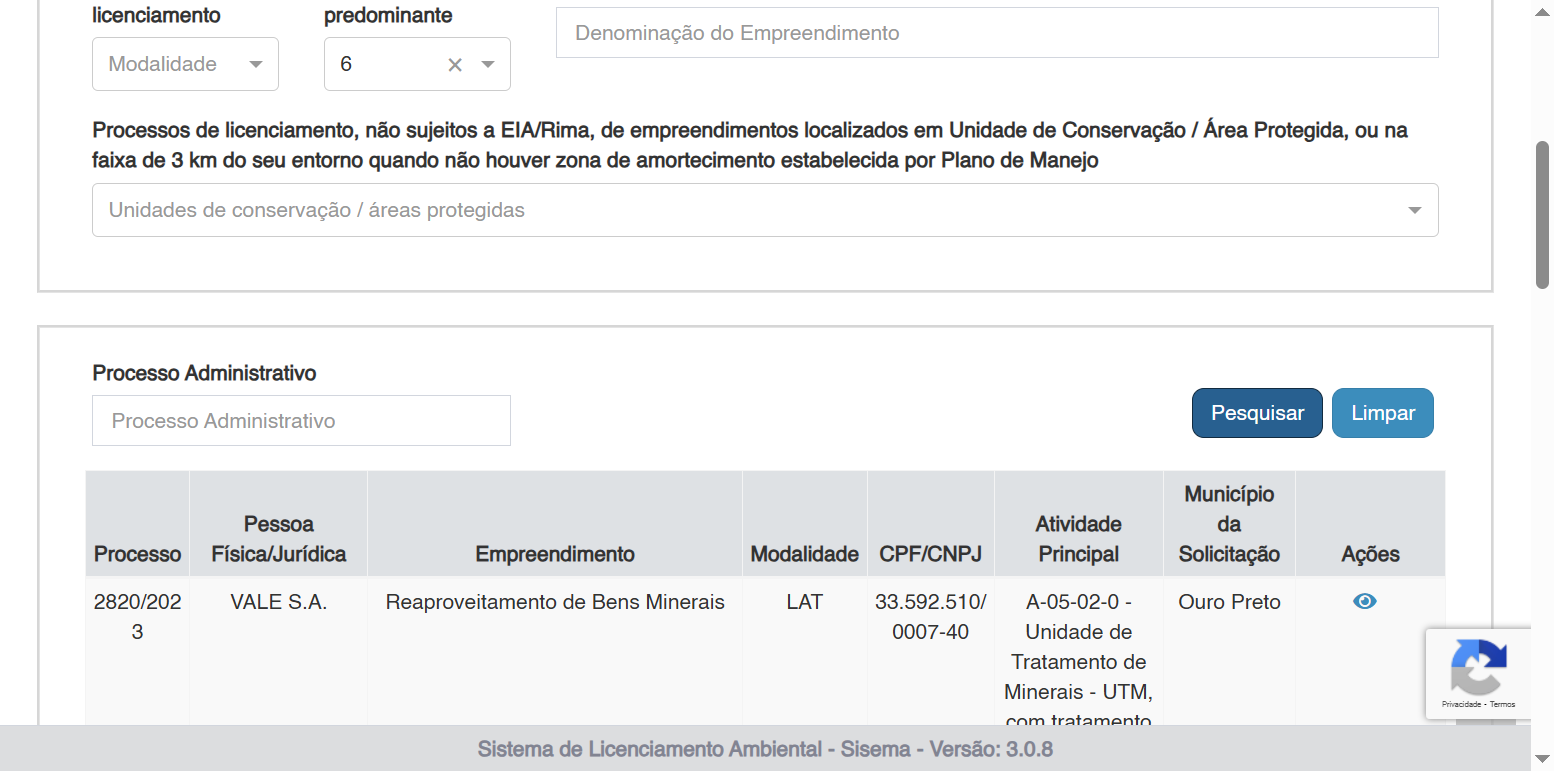 licenciamento
predominante
Modalidade
6
Denominação do Empreendimento
Processos de licenciamento, não sujeitos a EIA/Rima, de empreendimentos localizados em Unidade de Conservação / Área Protegida, ou na
faixa de 3 km do seu entorno quando não houver zona de amortecimento estabelecida por Plano de Manejo
Unidades de conservação / áreas protegidas
Processo Administrativo
Processo Administrativo
Pesquisar
Limpar
Processo
Pessoa
Física/Jurídica
Empreendimento
Modalidade
CPF/CNPJ
Atividade
Principal
Município
da
Solicitação
Ações
2820/202
3
VALE S.A.
Reaproveitamento de Bens Minerais
LAT
33.592.510/
0007-40
A-05-02-0 -
Unidade de
Tratamento de
Minerais - UTM,
com tratamento
Ouro Preto
Privacidade - Termos
Sistema de Licenciamento Ambiental - Sisema - Versão: 3.0.8